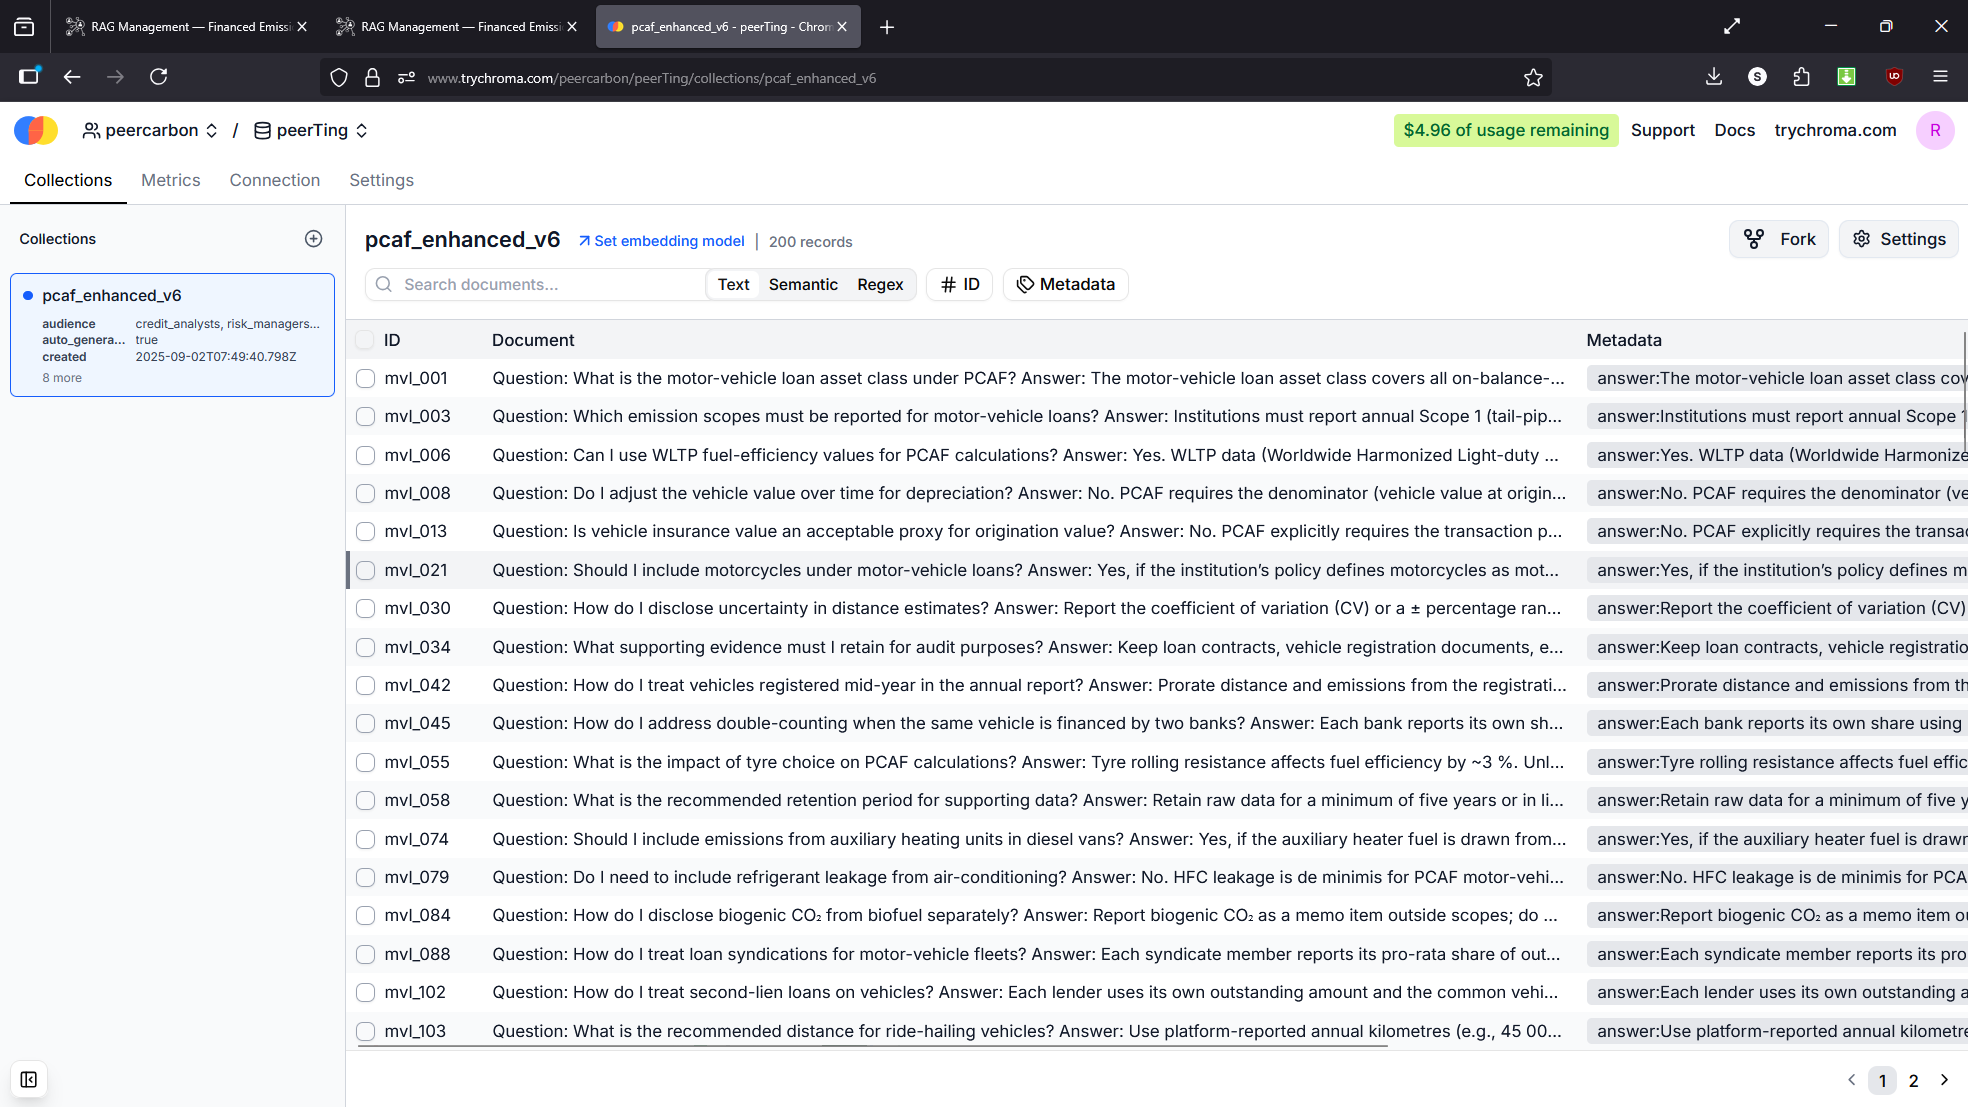 RAG Management — Financed Emissi
RAG Management — Financed Emissi
pcaf_enhanced_v6 - peerTing - Chrom
www.trychroma.com/peercarbon/peerTing/collections/pcaf_enhanced_v6
S
peercarbon / peerTing
$4.96 of usage remaining Support Docs trychroma.com R
Collections Metrics Connection Settings
Collections
pcaf_enhanced_v6
audience credit_analysts, risk_managers...
auto_genera... true
created 2025-09-02T07:49:40.798Z
8 more
pcaf_enhanced_v6 Set embedding model | 200 records Fork Settings
Search documents... Text Semantic Regex # ID Metadata
ID Document Metadata
mvl_001 Question: What is the motor-vehicle loan asset class under PCAF? Answer: The motor-vehicle loan asset class covers all on-balance-... answer:The motor-vehicle loan asset class cov
mvl_003 Question: Which emission scopes must be reported for motor-vehicle loans? Answer: Institutions must report annual Scope 1 (tail-pip... answer:Institutions must report annual Scope 1
mvl_006 Question: Can I use WLTP fuel-efficiency values for PCAF calculations? Answer: Yes. WLTP data (Worldwide Harmonized Light-duty ... answer:Yes. WLTP data (Worldwide Harmonize
mvl_008 Question: Do I adjust the vehicle value over time for depreciation? Answer: No. PCAF requires the denominator (vehicle value at origin... answer:No. PCAF requires the denominator (ve
mvl_013 Question: Is vehicle insurance value an acceptable proxy for origination value? Answer: No. PCAF explicitly requires the transaction p... answer:No. PCAF explicitly requires the transac
mvl_021 Question: Should I include motorcycles under motor-vehicle loans? Answer: Yes, if the institution’s policy defines motorcycles as mot... answer:Yes, if the institution’s policy defines m
mvl_030 Question: How do I disclose uncertainty in distance estimates? Answer: Report the coefficient of variation (CV) or a ± percentage ran... answer:Report the coefficient of variation (CV)
mvl_034 Question: What supporting evidence must I retain for audit purposes? Answer: Keep loan contracts, vehicle registration documents, e... answer:Keep loan contracts, vehicle registratio
mvl_042 Question: How do I treat vehicles registered mid-year in the annual report? Answer: Prorate distance and emissions from the registrati... answer:Prorate distance and emissions from th
mvl_045 Question: How do I address double-counting when the same vehicle is financed by two banks? Answer: Each bank reports its own sh... answer:Each bank reports its own share using
mvl_055 Question: What is the impact of tyre choice on PCAF calculations? Answer: Tyre rolling resistance affects fuel efficiency by ~3 %. Unl... answer:Tyre rolling resistance affects fuel effic
mvl_058 Question: What is the recommended retention period for supporting data? Answer: Retain raw data for a minimum of five years or in li... answer:Retain raw data for a minimum of five y
mvl_074 Question: Should I include emissions from auxiliary heating units in diesel vans? Answer: Yes, if the auxiliary heater fuel is drawn from... answer:Yes, if the auxiliary heater fuel is drawn
mvl_079 Question: Do I need to include refrigerant leakage from air-conditioning? Answer: No. HFC leakage is de minimis for PCAF motor-vehi... answer:No. HFC leakage is de minimis for PCA
mvl_084 Question: How do I disclose biogenic CO₂ from biofuel separately? Answer: Report biogenic CO₂ as a memo item outside scopes; do ... answer:Report biogenic CO₂ as a memo item o
mvl_088 Question: How do I treat loan syndications for motor-vehicle fleets? Answer: Each syndicate member reports its pro-rata share of out... answer:Each syndicate member reports its pro
mvl_102 Question: How do I treat second-lien loans on vehicles? Answer: Each lender uses its own outstanding amount and the common vehi... answer:Each lender uses its own outstanding a
mvl_103 Question: What is the recommended distance for ride-hailing vehicles? Answer: Use platform-reported annual kilometres (e.g., 45 00... answer:Use platform-reported annual kilometre
1 2